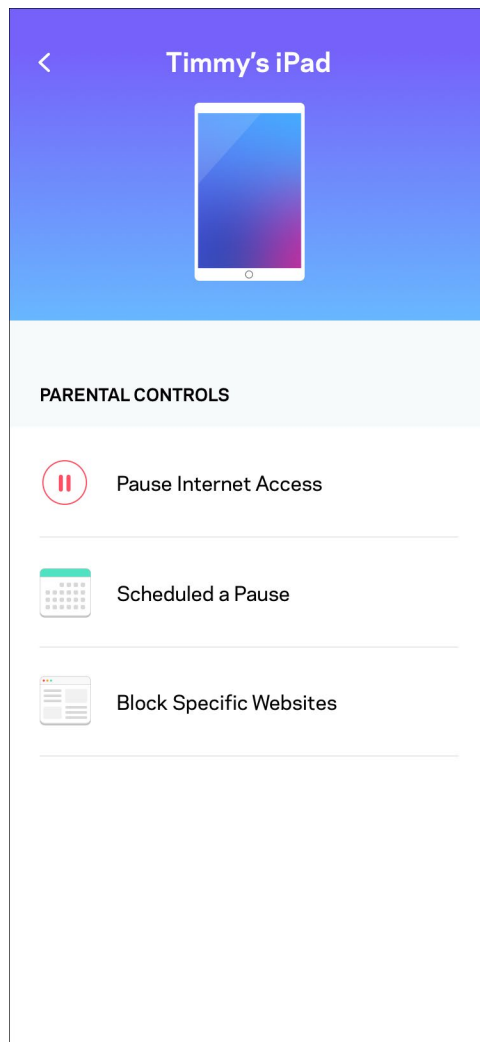 Timmy’s iPad
PARENTAL CONTROLS
Pause Internet Access
Scheduled a Pause
Block Specific Websites